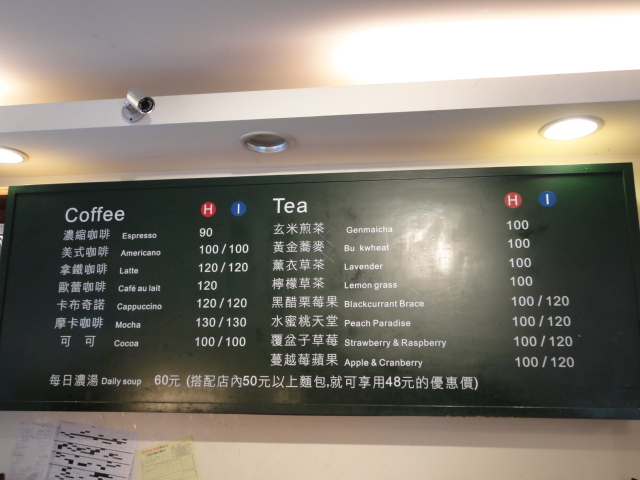 Coffee H I
濃縮咖啡 Espresso 90
美式咖啡 Americano 100 / 100
拿鐵咖啡 Latte 120 / 120
歐蕾咖啡 Café au lait 120
卡布奇諾 Cappuccino 120 / 120
摩卡咖啡 Mocha 130 / 130
可 可 Cocoa 100 / 100
Tea H I
玄米煎茶 Genmaicha 100
黃金蕎麥 Bu kwheat 100
薰衣草茶 Lavender 100
檸檬草茶 Lemon grass 100
黑醋栗莓果 Blackcurrant Brace 100 / 120
水蜜桃天堂 Peach Paradise 100 / 120
覆盆子草莓 Strawberry & Raspberry 100 / 120
蔓越莓蘋果 Apple & Cranberry 100 / 120
每日濃湯 Daily soup 60元 (搭配店內50元以上麵包,就可享用48元的優惠價)